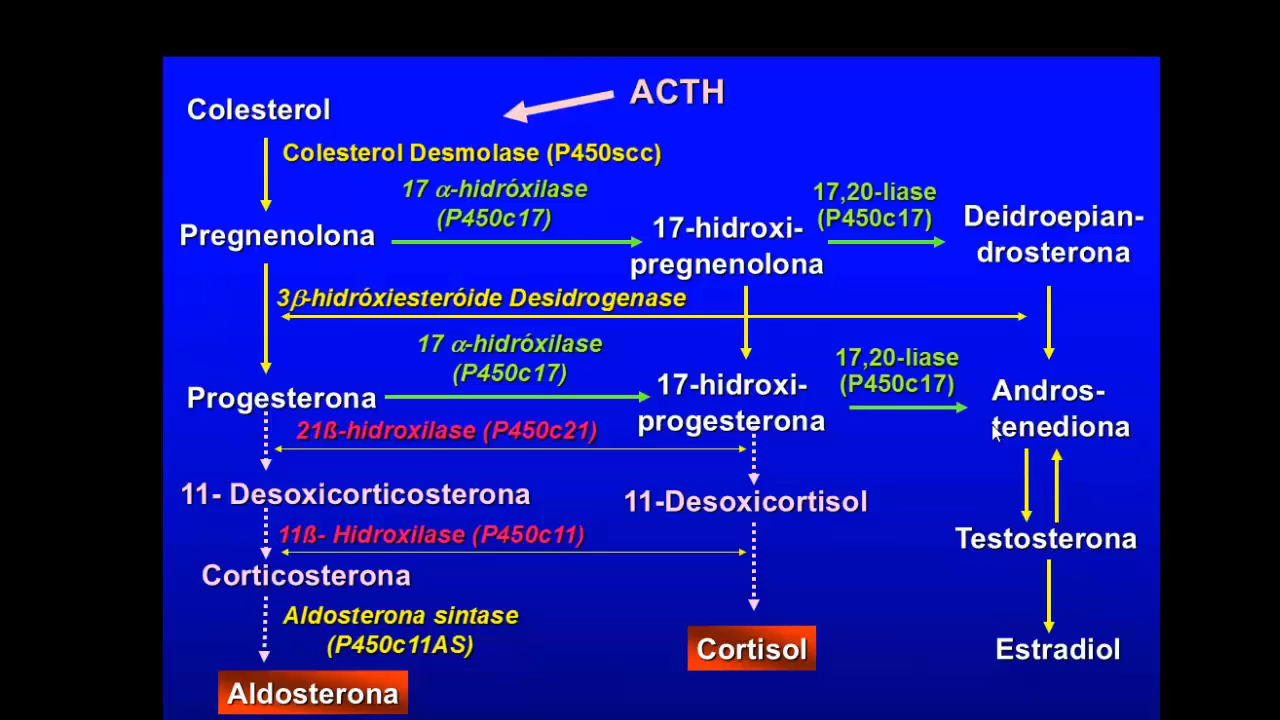 ACTH
Colesterol
Colesterol Desmolase (P450scc)
17 α-hidróxilase
(P450c17)
17,20-liase
(P450c17)
Pregnenolona
17-hidroxi-
pregnenolona
Deidroepian-
drosterona
3β-hidróxiesteróide Desidrogenase
17 α-hidróxilase
(P450c17)
17,20-liase
(P450c17)
Progesterona
17-hidroxi-
progesterona
Andros-
tenediona
21ß-hidroxilase (P450c21)
11- Desoxicorticosterona
11-Desoxicortisol
11ß- Hidroxilase (P450c11)
Testosterona
Corticosterona
Aldosterona sintase
(P450c11AS)
Cortisol
Estradiol
Aldosterona